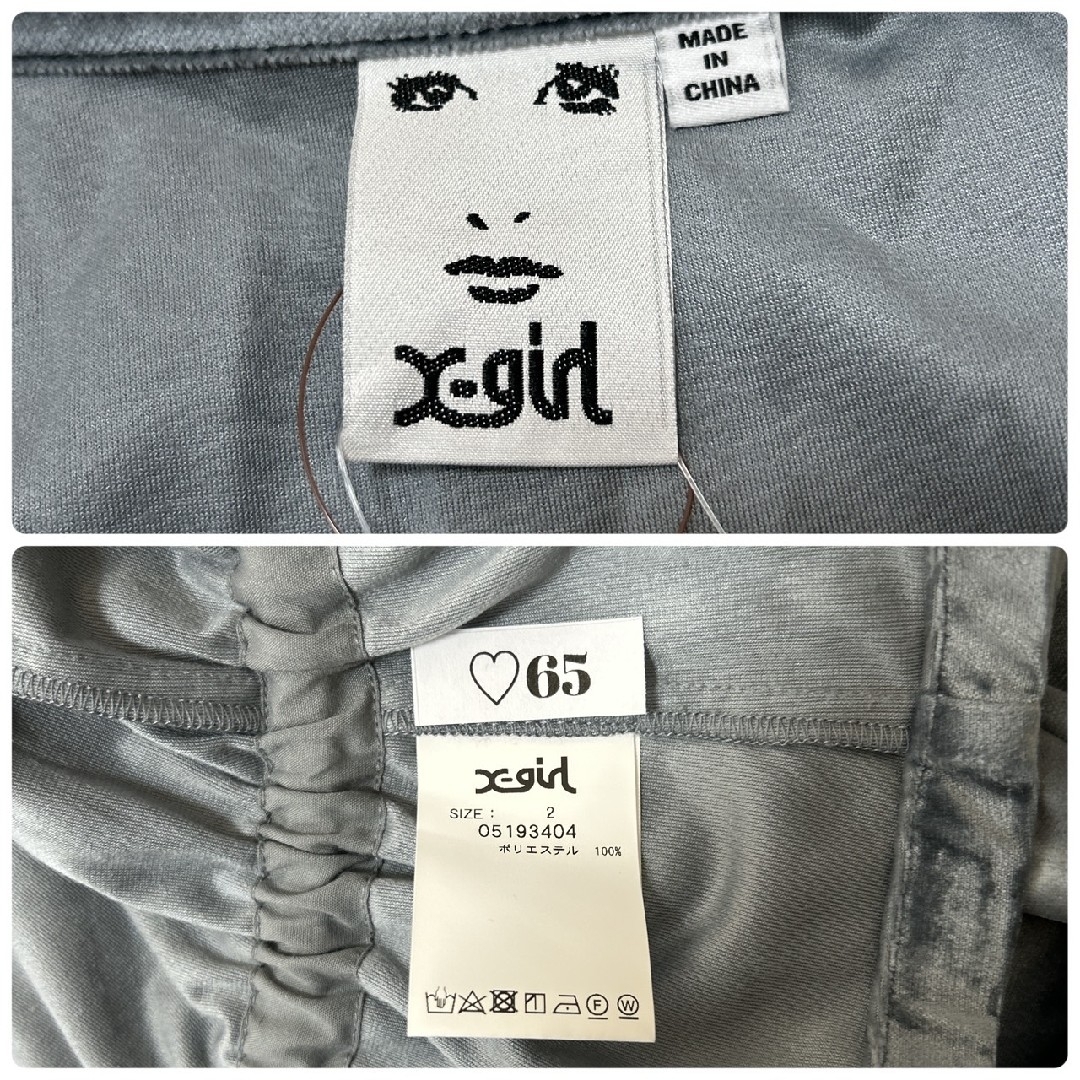 MADE
IN
CHINA
X-girl
♡65
X-girl
SIZE : 2
05193404
ポリエステル 100%
F W